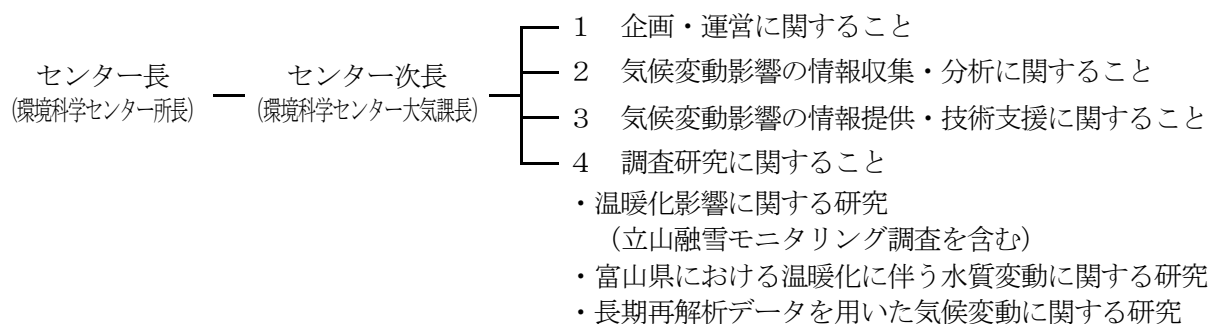 1 企画・運営に関すること
センター長 センター次長 2 気候変動影響の情報収集・分析に関すること
(環境科学センター所長) (環境科学センター大気課長) 3 気候変動影響の情報提供・技術支援に関すること
4 調査研究に関すること
・温暖化影響に関する研究
（立山融雪モニタリング調査を含む）
・富山県における温暖化に伴う水質変動に関する研究
・長期再解析データを用いた気候変動に関する研究